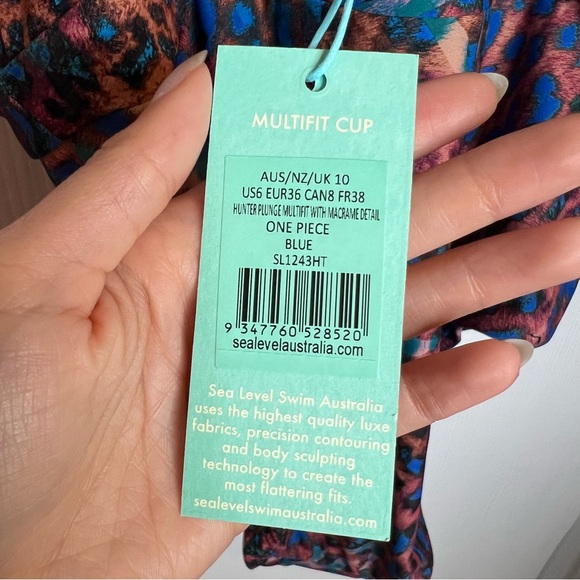 MULTIFIT CUP
AUS/NZ/UK 10
US6 EUR36 CAN8 FR38
HUNTER PLUNGE MULTIFIT WITH MACRAME DETAIL
ONE PIECE
BLUE
SL1243HT
9 347760 528520
sealevelaustralia.com
Sea Level Swim Australia
uses the highest quality luxe
fabrics, precision contouring
and body sculpting
technology to create the
most flattering fits.
sealevelswimaustralia.com